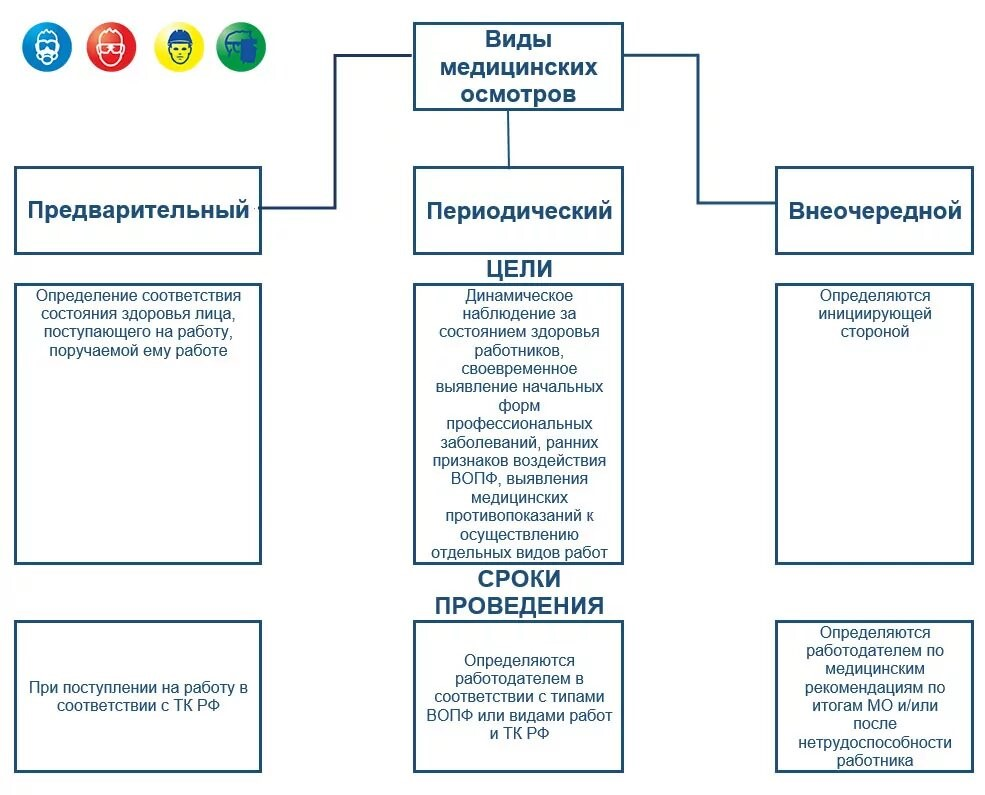 Виды
медицинских
осмотров
Предварительный
Периодический
Внеочередной
ЦЕЛИ
Определение соответствия
состояния здоровья лица,
поступающего на работу,
поручаемой ему работе
Динамическое
наблюдение за
состоянием здоровья
работников,
своевременное
выявление начальных
форм
профессиональных
заболеваний, ранних
признаков воздействия
ВОПФ, выявления
медицинских
противопоказаний к
осуществлению
отдельных видов работ
Определяются
инициирующей
стороной
СРОКИ
ПРОВЕДЕНИЯ
При поступлении на работу в
соответствии с ТК РФ
Определяются
работодателем в
соответствии с типами
ВОПФ или видами работ
и ТК РФ
Определяются
работодателем по
медицинским
рекомендациям по
итогам МО и/или
после
нетрудоспособности
работника